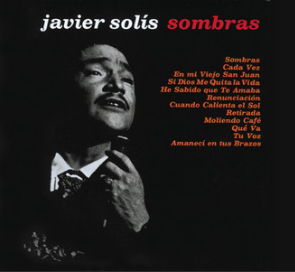 javier solís sombras
Sombras
Cada Vez
En mi Viejo San Juan
Si Dios Me Quita la Vida
He Sabido que Te Amaba
Renunciación
Cuando Calienta el Sol
Retirada
Moliendo Café
Qué Va
Tu Voz
Amanecí en tus Brazos